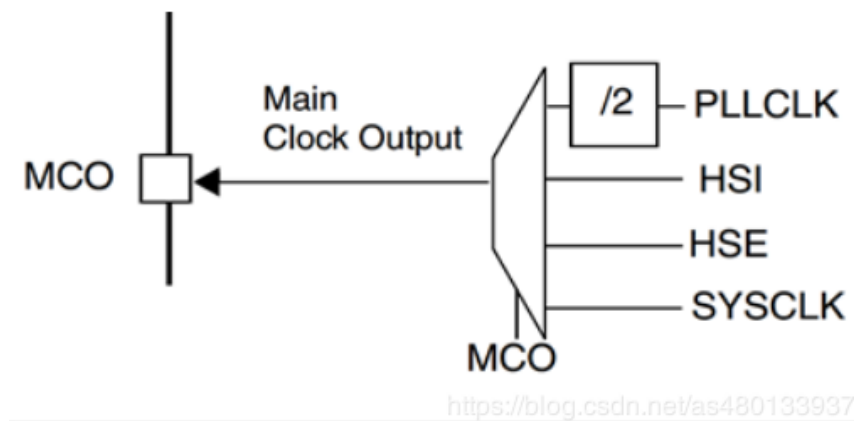 Main
Clock Output
MCO
/2
PLLCLK
HSI
HSE
SYSCLK
MCO
https://blog.csdn.net/as480133937